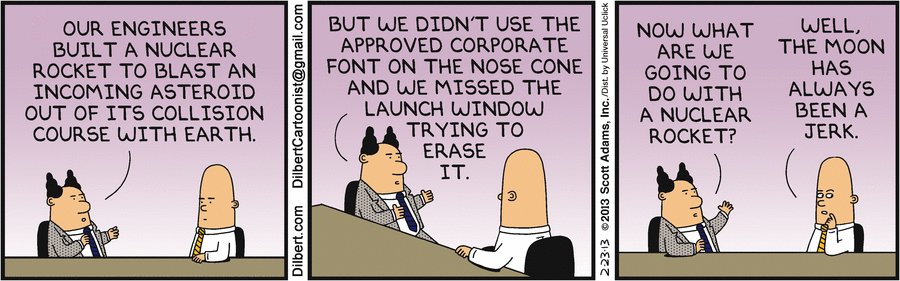 OUR ENGINEERS
BUILT A NUCLEAR
ROCKET TO BLAST AN
INCOMING ASTEROID
OUT OF ITS COLLISION
COURSE WITH EARTH.
Dilbert.com DilbertCartoonist@gmail.com
BUT WE DIDN'T USE THE
APPROVED CORPORATE
FONT ON THE NOSE CONE
AND WE MISSED THE
LAUNCH WINDOW
TRYING TO
ERASE
IT.
2-23-13 ©2013 Scott Adams, Inc. /Dist. by Universal Uclick
NOW WHAT
ARE WE
GOING TO
DO WITH
A NUCLEAR
ROCKET?
WELL,
THE MOON
HAS
ALWAYS
BEEN A
JERK.